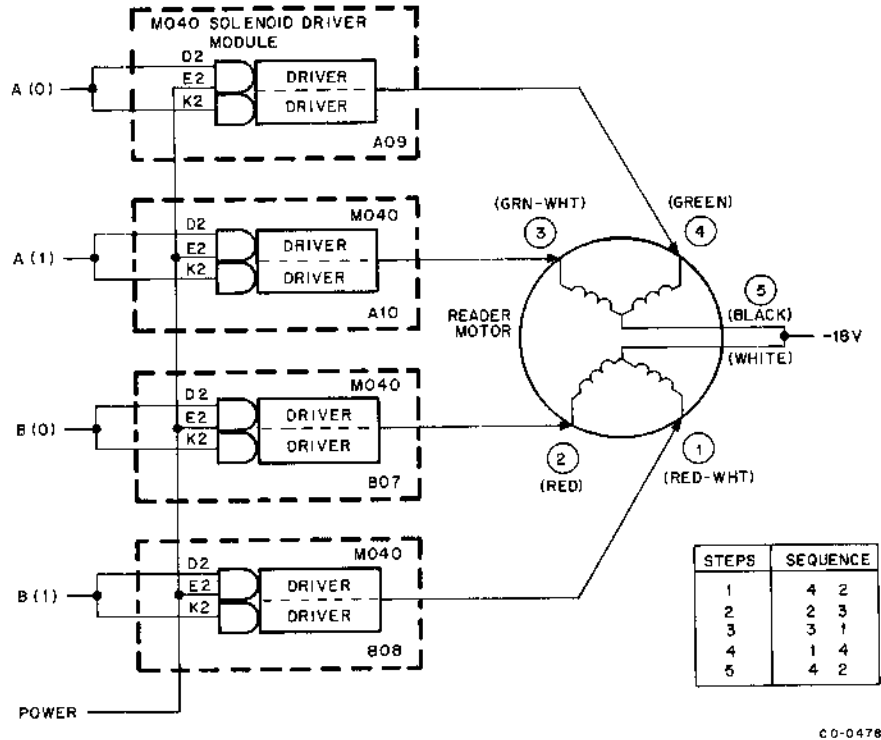 M040 SOLENOID DRIVER
MODULE
A (0)
D2
E2
K2
DRIVER
DRIVER
A09
A (1)
M040
D2
E2
K2
DRIVER
DRIVER
A10
B (0)
M040
D2
E2
K2
DRIVER
DRIVER
B07
B (1)
M040
D2
E2
K2
DRIVER
DRIVER
B08
POWER
(GRN-WHT)
3
(GREEN)
4
READER
MOTOR
5
(BLACK)
(WHITE)
-18V
2
(RED)
1
(RED-WHT)
STEPS SEQUENCE
1 4 2
2 2 3
3 3 1
4 1 4
5 4 2
CO-0478